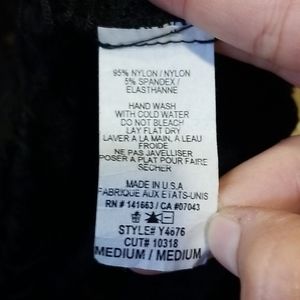 95% NYLON / NYLON
5% SPANDEX /
ELASTHANNE
HAND WASH
WITH COLD WATER
DO NOT BLEACH
LAY FLAT DRY
LAVER A LA MAIN, A LEAU
FROIDE
NE PAS JAVELLISER
POSER A PLAT POUR FAIRE
SECHER
MADE IN U.S.A
FABRIQUE AUX ETATS-UNIS
RN # 141663 / CA #07043
STYLE# Y4676
CUT# 10318
MEDIUM / MEDIUM